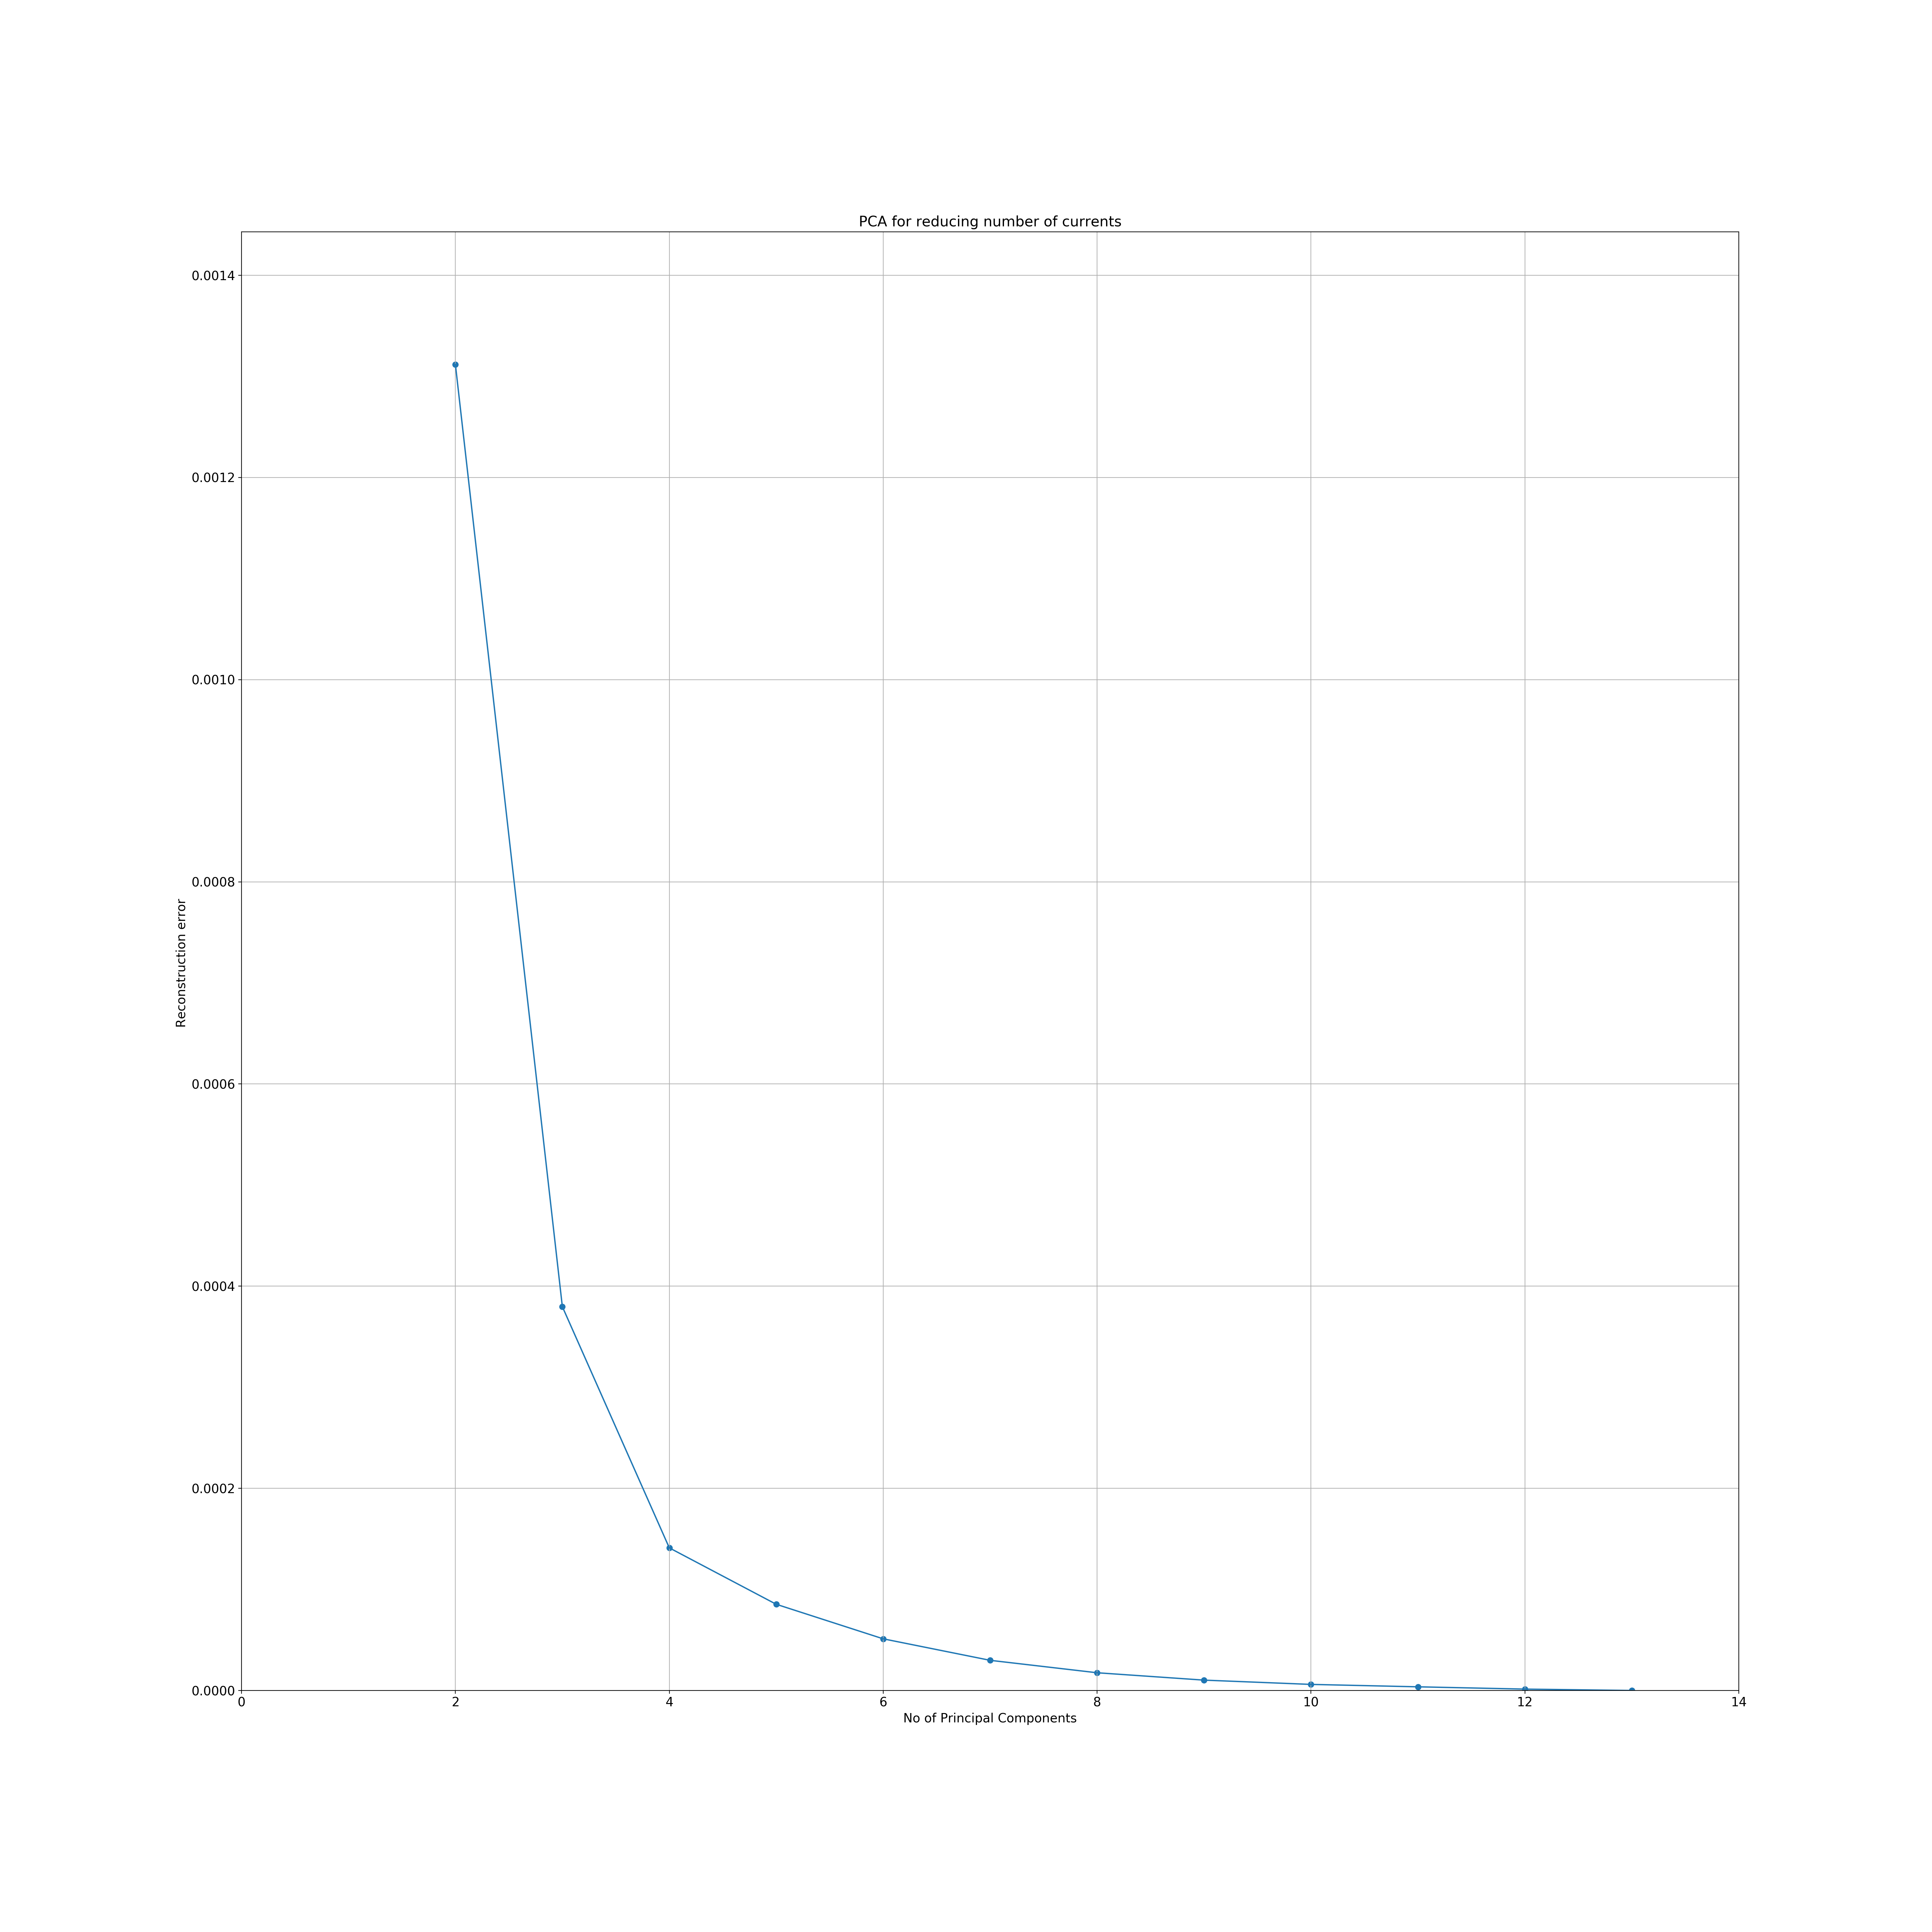 PCA for reducing number of currents
0.0014
0.0012
0.0010
0.0008
0.0006
0.0004
0.0002
0.0000
Reconstruction error
0 2 4 6 8 10 12 14
No of Principal Components